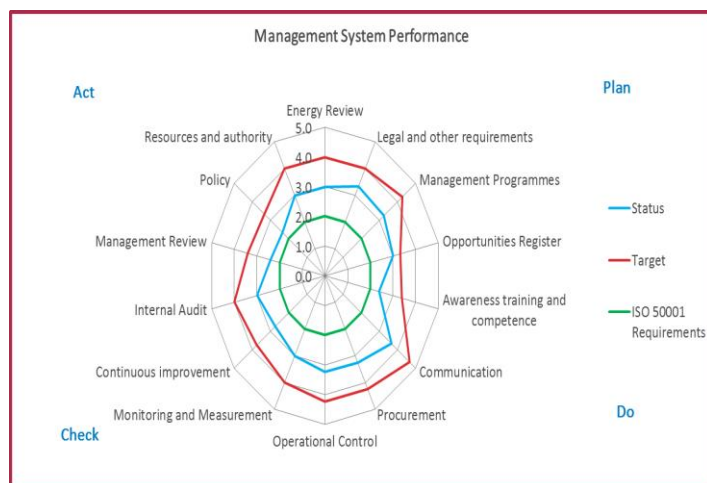 Management System Performance
Act
Plan
Energy Review
Resources and authority
Legal and other requirements
Policy
Management Programmes
Management Review
Opportunities Register
Internal Audit
Awareness training and
competence
Continuous improvement
Communication
Monitoring and Measurement
Procurement
Operational Control
Check
Do
5.0
4.0
3.0
2.0
1.0
0.0
Status
Target
ISO 50001
Requirements